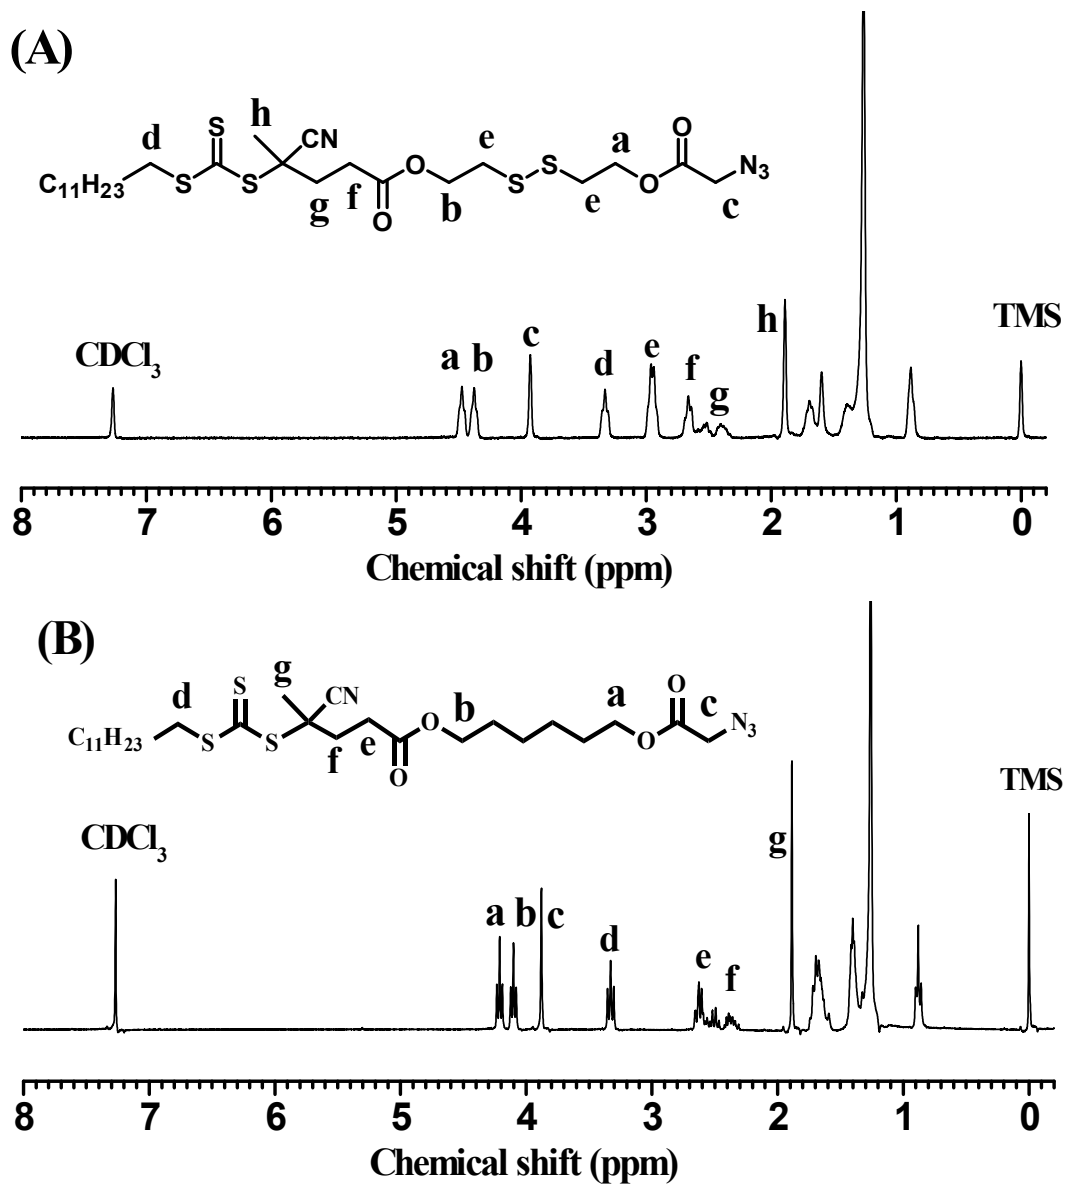 (A)
h
d
S
CN
e
a
O
C11H23
S
S
f
g
O
O
b
S
S
e
O
N3
c
CDCl3
a b c d e f g h
TMS
8 7 6 5 4 3 2 1 0
Chemical shift (ppm)
(B)
g
d
S
CN
C11H23
S
S
f
e
O
O
b
a
O
O
c
N3
CDCl3
a b c d e f g
TMS
8 7 6 5 4 3 2 1 0
Chemical shift (ppm)